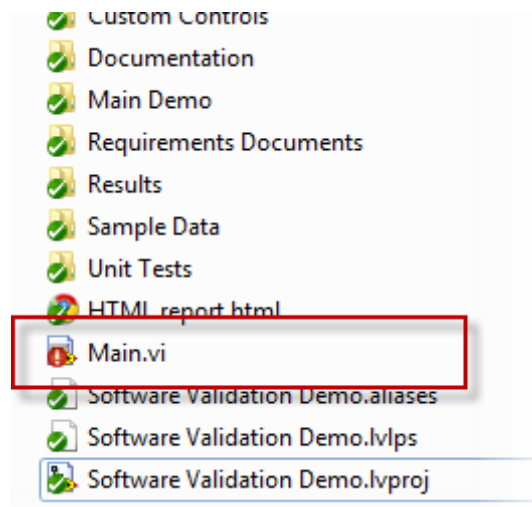 Custom Controls
Documentation
Main Demo
Requirements Documents
Results
Sample Data
Unit Tests
HTML report.html
Main.vi
Software Validation Demo.aliases
Software Validation Demo.lvlps
Software Validation Demo.lvproj